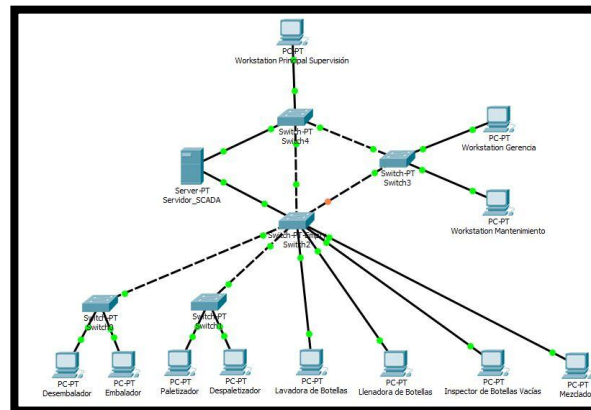 PC-PT
Workstation Principal Supervisión
Switch-PT
Switch4
PC-PT
Workstation Gerencia
Switch-PT
Switch3
Server-PT
Servidor_SCADA
PC-PT
Workstation Mantenimiento
Switch-PT-Empty
Switch2
Switch-PT
Switch-PT
PC-PT
Desembalador
PC-PT
Embalador
PC-PT
Paletizador
PC-PT
Despaletizador
PC-PT
Lavadora de Botellas
PC-PT
Llenadora de Botellas
PC-PT
Inspector de Botellas Vacías
PC-PT
Mezclador